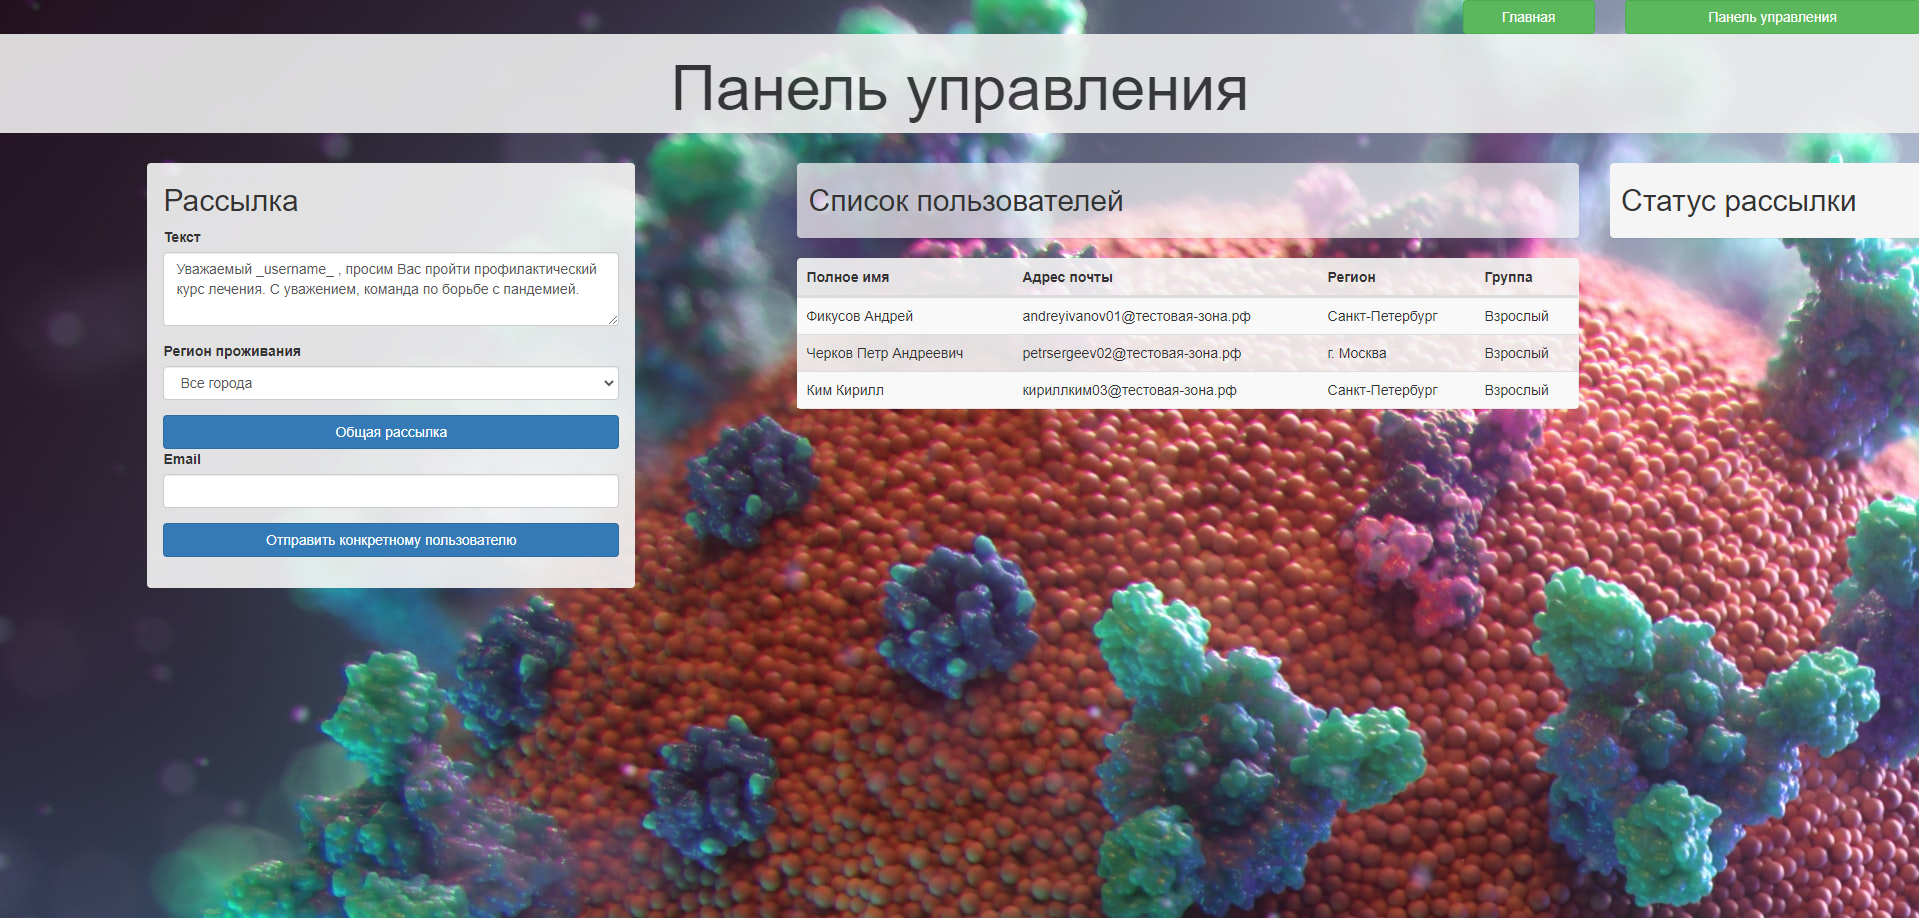 Главная
Панель управления
Панель управления
Рассылка
Текст
Уважаемый _username_ , просим Вас пройти профилактический
курс лечения. С уважением, команда по борьбе с пандемией.
Регион проживания
Все города
Общая рассылка
Email
Отправить конкретному пользователю
Список пользователей
Полное имя Адрес почты Регион Группа
Фикусов Андрей andreyivanov01@тестовая-зона.рф Санкт-Петербург Взрослый
Черков Петр Андреевич petrsergeev02@тестовая-зона.рф г. Москва Взрослый
Ким Кирилл кириллким03@тестовая-зона.рф Санкт-Петербург Взрослый
Статус рассылки